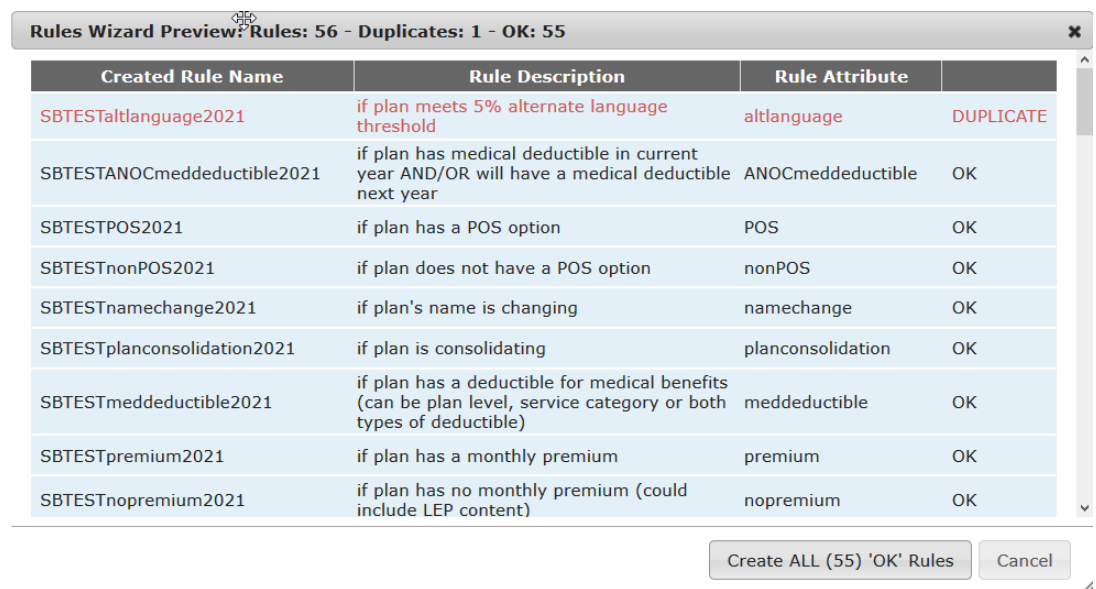 Rules Wizard Preview: Rules: 56 - Duplicates: 1 - OK: 55
Created Rule Name Rule Description Rule Attribute
SBTESTaltlanguage2021 if plan meets 5% alternate language threshold altlanguage DUPLICATE
SBTESTANOCmeddeductible2021 if plan has medical deductible in current year AND/OR will have a medical deductible next year ANOCmeddeductible OK
SBTESTPOS2021 if plan has a POS option POS OK
SBTESTnonPOS2021 if plan does not have a POS option nonPOS OK
SBTESTnamechange2021 if plan's name is changing namechange OK
SBTESTplanconsolidation2021 if plan is consolidating planconsolidation OK
SBTESTmeddeductible2021 if plan has a deductible for medical benefits (can be plan level, service category or both types of deductible) meddeductible OK
SBTESTpremium2021 if plan has a monthly premium premium OK
SBTESTnopremium2021 if plan has no monthly premium (could include LEP content) nopremium OK
Create ALL (55) 'OK' Rules Cancel